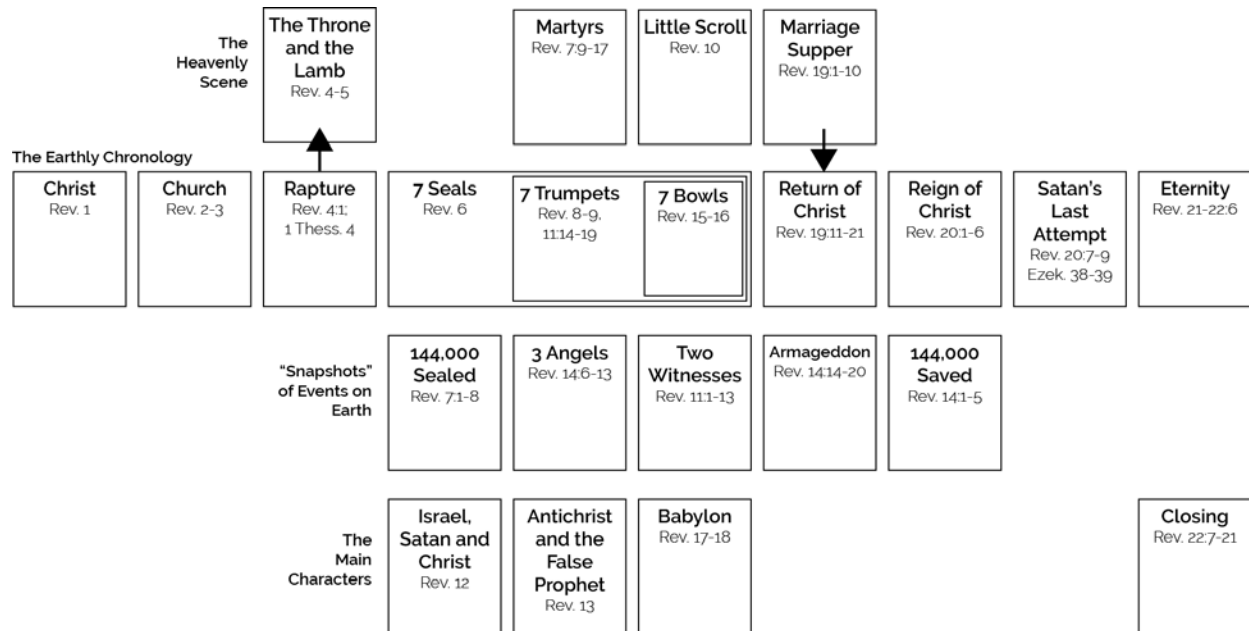 The
Heavenly
Scene
The Throne
and the
Lamb
Rev. 4-5
Martyrs
Rev. 7:9-17
Little Scroll
Rev. 10
Marriage
Supper
Rev. 19:1-10
The Earthly Chronology
Christ
Rev. 1
Church
Rev. 2-3
Rapture
Rev. 4:1;
1 Thess. 4
7 Seals
Rev. 6
7 Trumpets
Rev. 8-9,
11:14-19
7 Bowls
Rev. 15-16
Return of
Christ
Rev. 19:11-21
Reign of
Christ
Rev. 20:1-6
Satan's
Last
Attempt
Rev. 20:7-9
Ezek. 38-39
Eternity
Rev. 21-22:6
“Snapshots”
of Events on
Earth
144,000
Sealed
Rev. 7:1-8
3 Angels
Rev. 14:6-13
Two
Witnesses
Rev. 11:1-13
Armageddon
Rev. 14:14-20
144,000
Saved
Rev. 14:1-5
The
Main
Characters
Israel,
Satan and
Christ
Rev. 12
Antichrist
and the
False
Prophet
Rev. 13
Babylon
Rev. 17-18
Closing
Rev. 22:7-21